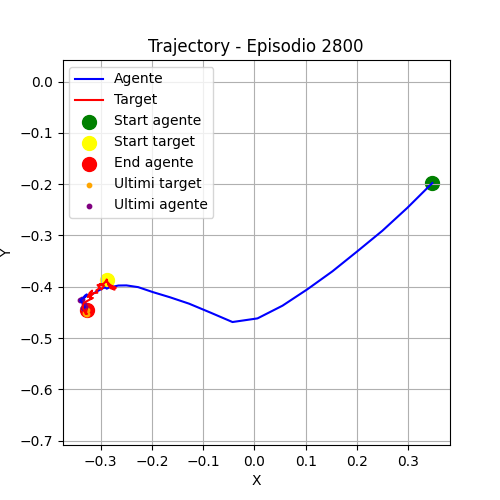 Trajectory - Episodio 2800
Agente
Target
Start agente
Start target
End agente
Ultimi target
Ultimi agente
0.0
−0.1
−0.2
−0.3
−0.4
−0.5
−0.6
−0.7
Y
−0.3
−0.2
−0.1
0.0
0.1
0.2
0.3
X